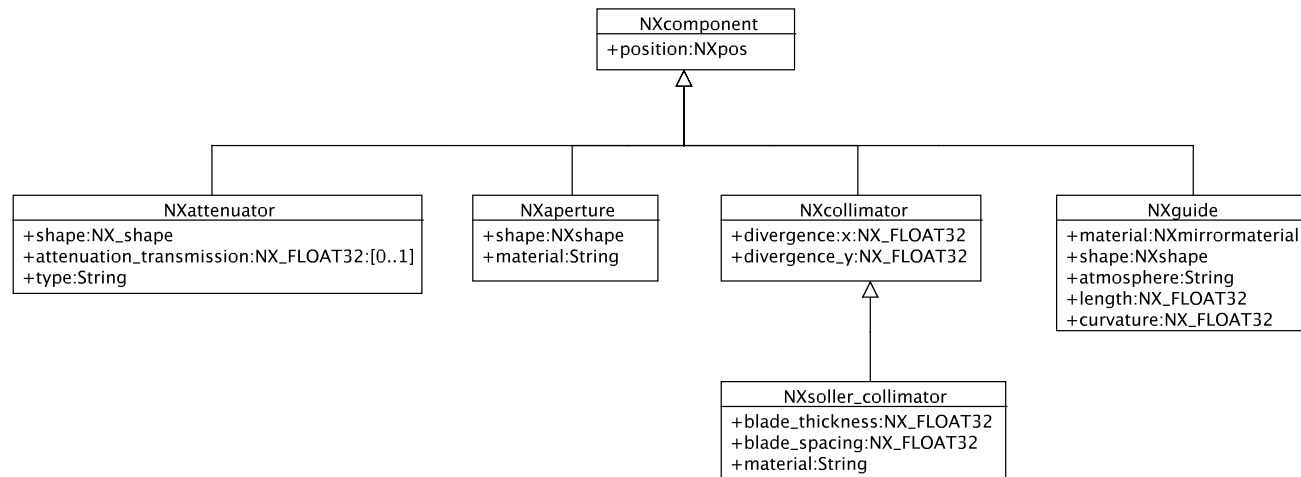 NXcomponent
+position:NXpos
NXattenuator
+shape:NX_shape
+attenuation_transmission:NX_FLOAT32:[0..1]
+type:String
NXaperture
+shape:NXshape
+material:String
NXcollimator
+divergence:x:NX_FLOAT32
+divergence_y:NX_FLOAT32
NXguide
+material:NXmirrormaterial
+shape:NXshape
+atmosphere:String
+length:NX_FLOAT32
+curvature:NX_FLOAT32
NXsoller_collimator
+blade_thickness:NX_FLOAT32
+blade_spacing:NX_FLOAT32
+material:String